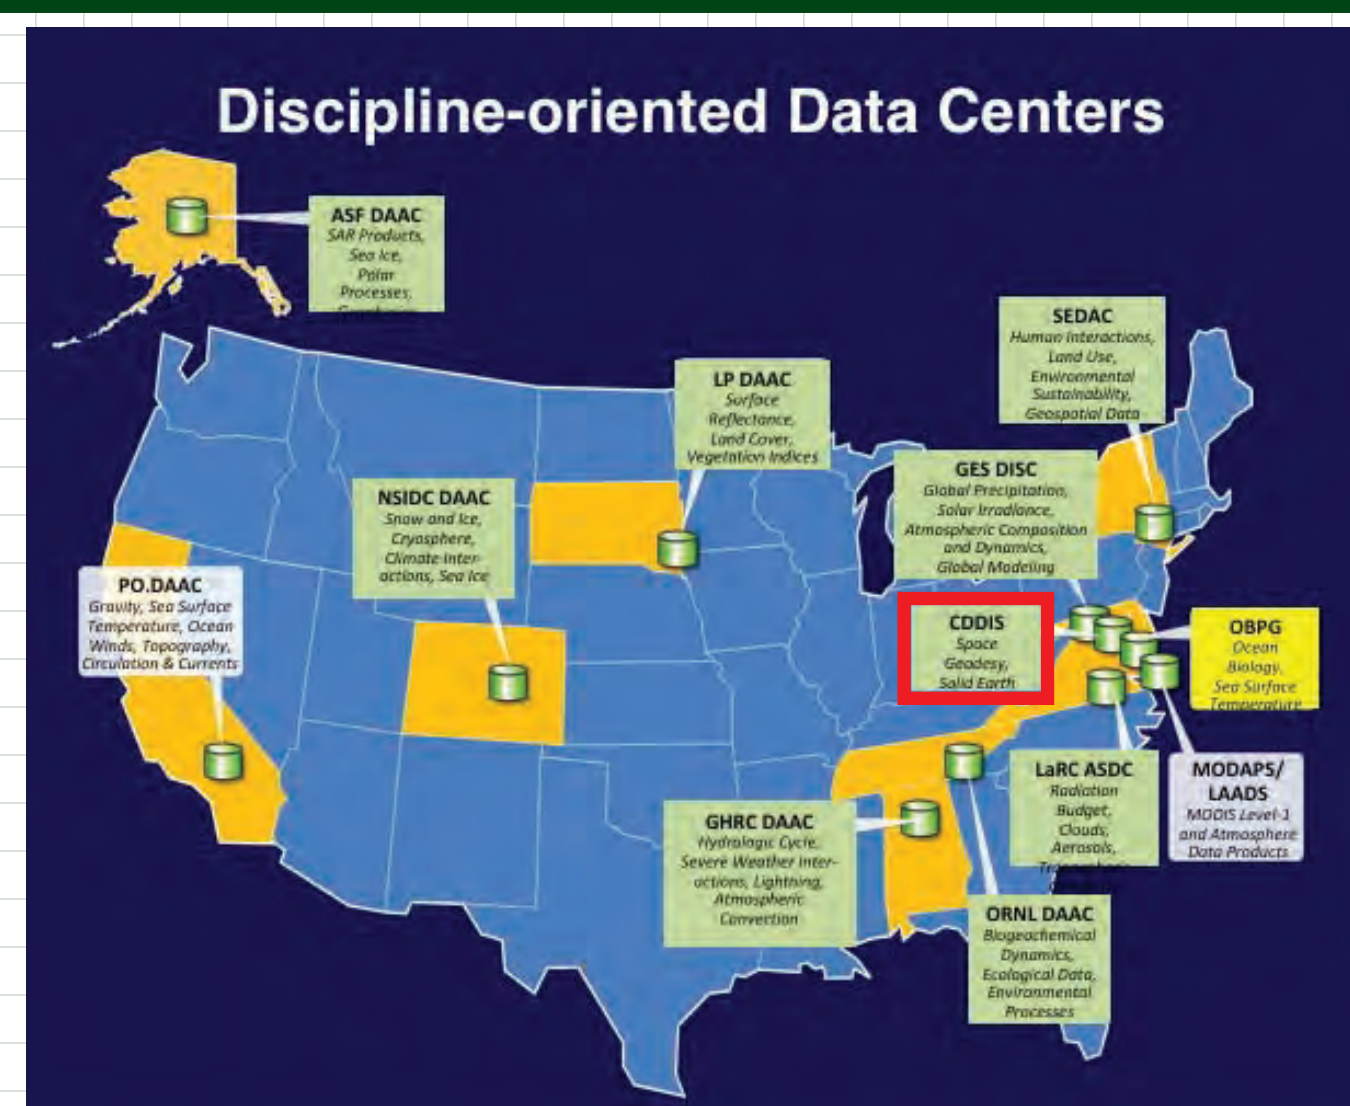 Discipline-oriented Data Centers
ASF DAAC
SAR Products,
Sea Ice,
Polar
Processes,
SEDAC
Human Interactions,
Land Use,
Environmental
Sustainability,
Geospatial Data
LP DAAC
Surface
Reflectance,
Land Cover,
Vegetation Indices
GES DISC
Global Precipitation,
Solar Irradiance,
Atmospheric Composition
and Dynamics,
Global Modeling
NSIDC DAAC
Snow and Ice,
Cryosphere,
Climate Inter-
actions, Sea Ice
PO.DAAC
Gravity, Sea Surface
Temperature, Ocean
Winds, Topography,
Circulation & Currents
CDDIS
Space
Geodesy,
Solid Earth
OBPG
Ocean
Biology,
Sea Surface
Temperature
LaRC ASDC
Radiation
Budget,
Clouds,
Aerosols,
MODAPS/
LAADS
MODIS Level-1
and Atmosphere
Data Products
GHRC DAAC
Hydrologic Cycle,
Severe Weather Inter-
actions, Lightning,
Atmospheric
Convection
ORNL DAAC
Biogeochemical
Dynamics,
Ecological Data,
Environmental
Processes